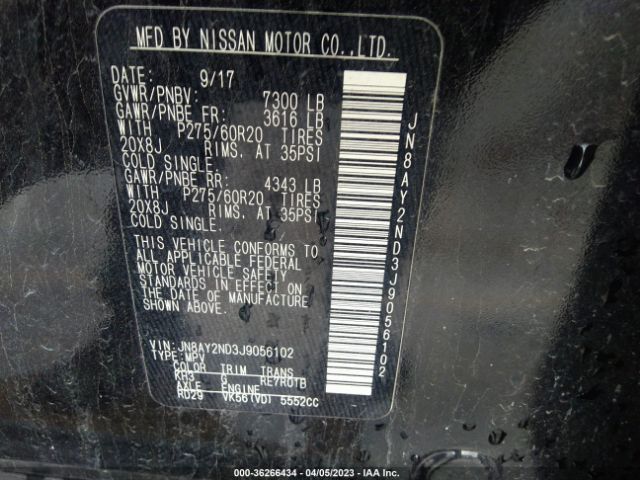 MFD BY NISSAN MOTOR CO.,LTD.
DATE: 9/17
GVWR/PNBV: 7300 LB
GAWR/PNBE FR: 3616 LB
WITH P275/60R20 TIRES
20X8J RIMS, AT 35PSI
COLD SINGLE.
GAWR/PNBE RR: 4343 LB
WITH P275/60R20 TIRES
20X8J RIMS, AT 35PSI
COLD SINGLE.
THIS VEHICLE CONFORMS TO
ALL APPLICABLE FEDERAL
MOTOR VEHICLE SAFETY
STANDARDS IN EFFECT ON
THE DATE OF MANUFACTURE
SHOWN ABOVE.
VIN: JN8AY2ND3J9056102
TYPE: MPV
COLOR TRIM TRANS
KH3 G RE7R01B
AXLE ENGINE
RD29 VK56(VD) 5552CC
JN8AY2ND3J9056102
000-36266434 - 04/05/2023 - IAA Inc.